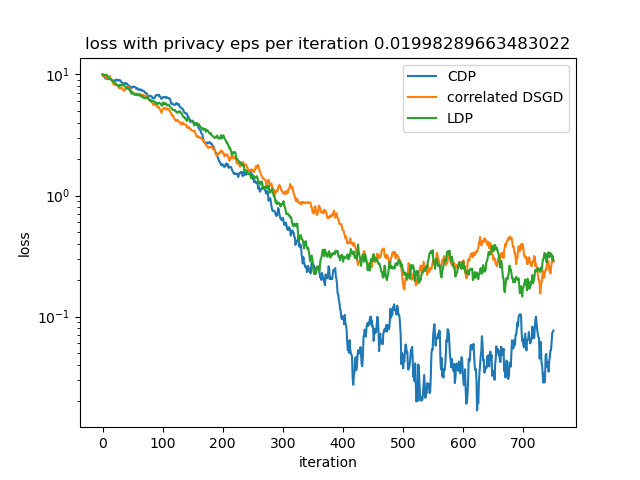 loss with privacy eps per iteration 0.01998289663483022
CDP
correlated DSGD
LDP
10¹
10⁰
10⁻¹
loss
0 100 200 300 400 500 600 700
iteration